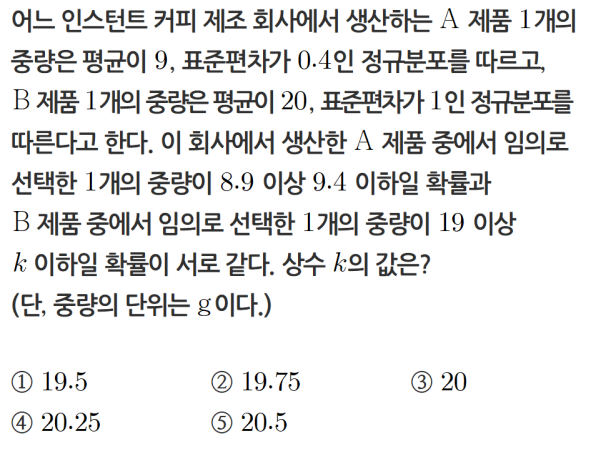 어느 인스턴트 커피 제조 회사에서 생산하는 A 제품 1개의
중량은 평균이 9, 표준편차가 0.4인 정규분포를 따르고,
B 제품 1개의 중량은 평균이 20, 표준편차가 1인 정규분포를
따른다고 한다. 이 회사에서 생산한 A 제품 중에서 임의로
선택한 1개의 중량이 8.9 이상 9.4 이하일 확률과
B 제품 중에서 임의로 선택한 1개의 중량이 19 이상
k 이하일 확률이 서로 같다. 상수 k의 값은?
(단, 중량의 단위는 g이다.)
① 19.5 ② 19.75 ③ 20
④ 20.25 ⑤ 20.5